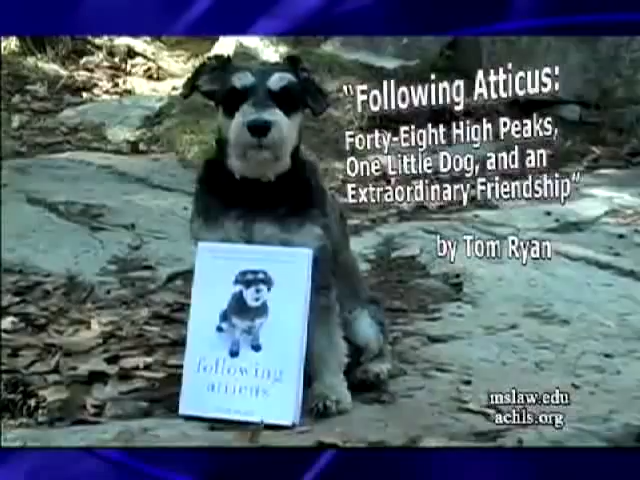 "Following Atticus:
Forty-Eight High Peaks,
One Little Dog, and an
Extraordinary Friendship"
by Tom Ryan
following
atticus
mslaw.edu
achls.org